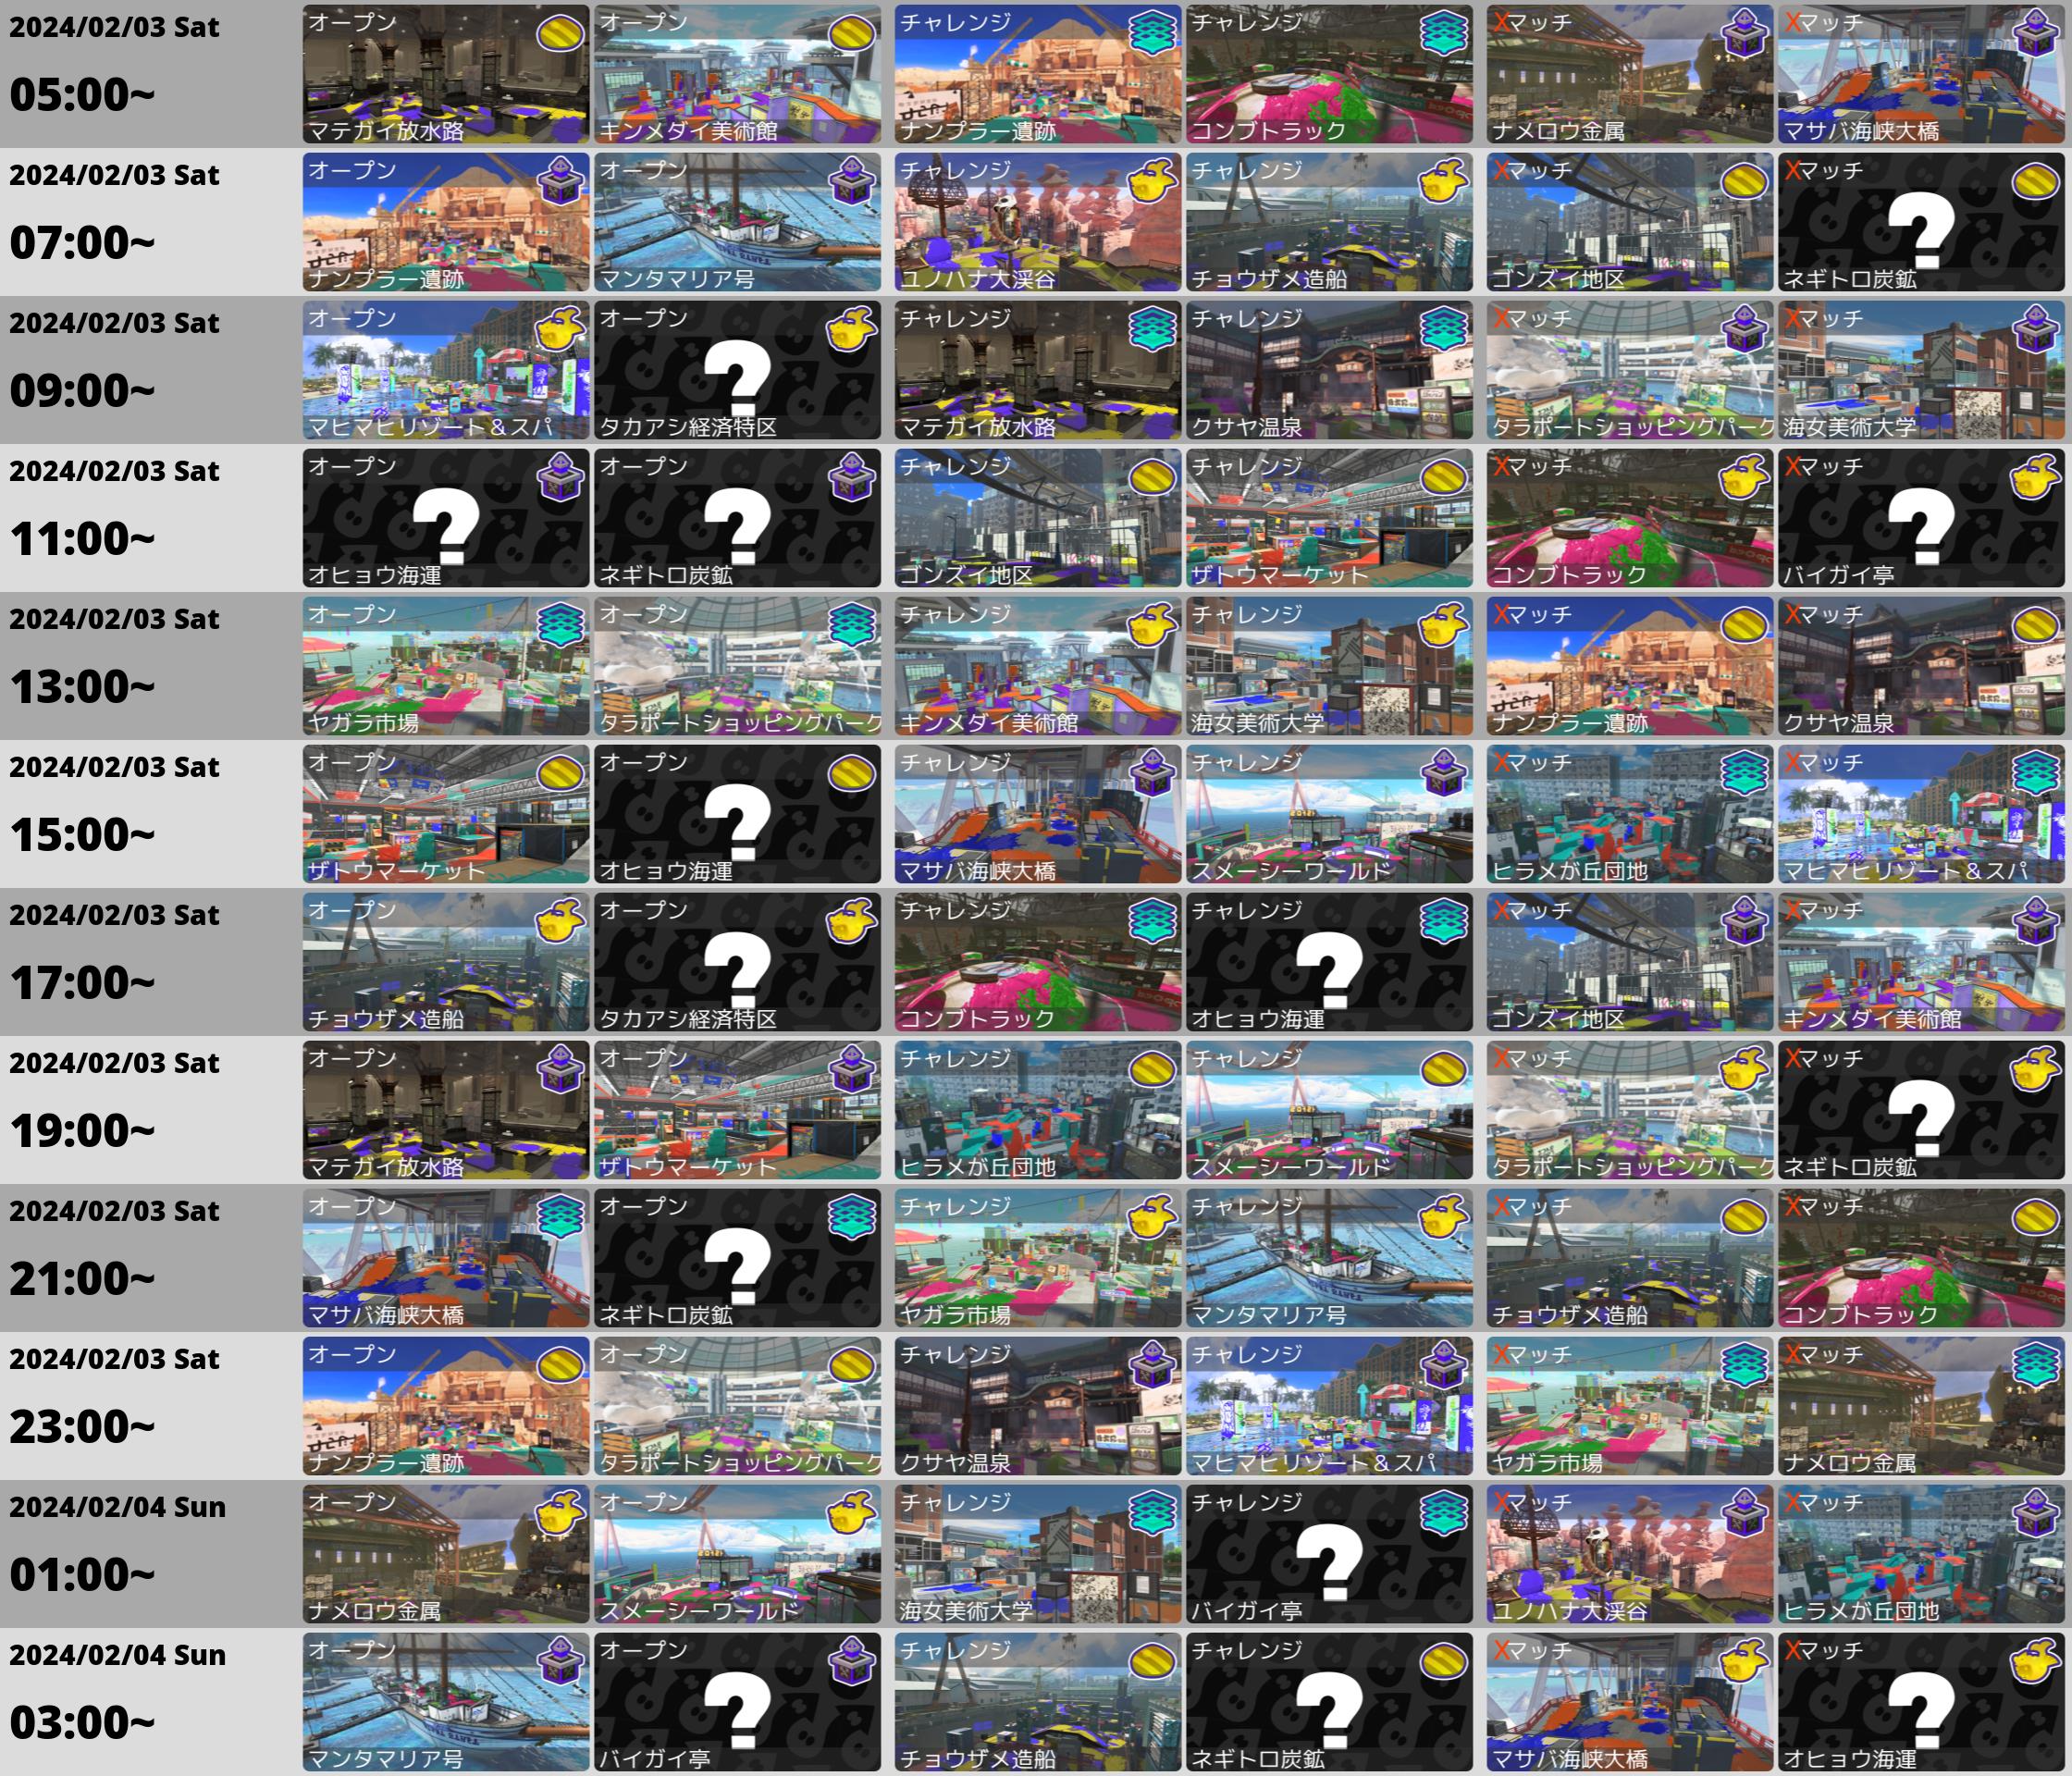 2024/02/03 Sat
05:00~
オープン オープン チャレンジ チャレンジ Xマッチ Xマッチ
マテガイ放水路 キンメダイ美術館 ナンプラー遺跡 コンブトラック ナメロウ金属 マサバ海峡大橋
2024/02/03 Sat
07:00~
オープン オープン チャレンジ チャレンジ Xマッチ Xマッチ
ナンプラー遺跡 マンタマリア号 ユノハナ大渓谷 チョウザメ造船 ゴンズイ地区 ネギトロ炭鉱
2024/02/03 Sat
09:00~
オープン オープン チャレンジ チャレンジ Xマッチ Xマッチ
マヒマヒリゾート＆スパ タカアシ経済特区 マテガイ放水路 クサヤ温泉 タラポートショッピングパーク 海女美術大学
2024/02/03 Sat
11:00~
オープン オープン チャレンジ チャレンジ Xマッチ Xマッチ
オヒョウ海運 ネギトロ炭鉱 ゴンズイ地区 ザトウマーケット コンブトラック バイガイ亭
2024/02/03 Sat
13:00~
オープン オープン チャレンジ チャレンジ Xマッチ Xマッチ
ヤガラ市場 タラポートショッピングパーク キンメダイ美術館 海女美術大学 ナンプラー遺跡 クサヤ温泉
2024/02/03 Sat
15:00~
オープン オープン チャレンジ チャレンジ Xマッチ Xマッチ
ザトウマーケット オヒョウ海運 マサバ海峡大橋 スメーシーワールド ヒラメが丘団地 マヒマヒリゾート＆スパ
2024/02/03 Sat
17:00~
オープン オープン チャレンジ チャレンジ Xマッチ Xマッチ
チョウザメ造船 タカアシ経済特区 コンブトラック オヒョウ海運 ゴンズイ地区 キンメダイ美術館
2024/02/03 Sat
19:00~
オープン オープン チャレンジ チャレンジ Xマッチ Xマッチ
マテガイ放水路 ザトウマーケット ヒラメが丘団地 スメーシーワールド タラポートショッピングパーク ネギトロ炭鉱
2024/02/03 Sat
21:00~
オープン オープン チャレンジ チャレンジ Xマッチ Xマッチ
マサバ海峡大橋 ネギトロ炭鉱 ヤガラ市場 マンタマリア号 チョウザメ造船 コンブトラック
2024/02/03 Sat
23:00~
オープン オープン チャレンジ チャレンジ Xマッチ Xマッチ
ナンプラー遺跡 タラポートショッピングパーク クサヤ温泉 マヒマヒリゾート＆スパ ヤガラ市場 ナメロウ金属
2024/02/04 Sun
01:00~
オープン オープン チャレンジ チャレンジ Xマッチ Xマッチ
ナメロウ金属 スメーシーワールド 海女美術大学 バイガイ亭 ユノハナ大渓谷 ヒラメが丘団地
2024/02/04 Sun
03:00~
オープン オープン チャレンジ チャレンジ Xマッチ Xマッチ
マンタマリア号 バイガイ亭 チョウザメ造船 ネギトロ炭鉱 マサバ海峡大橋 オヒョウ海運